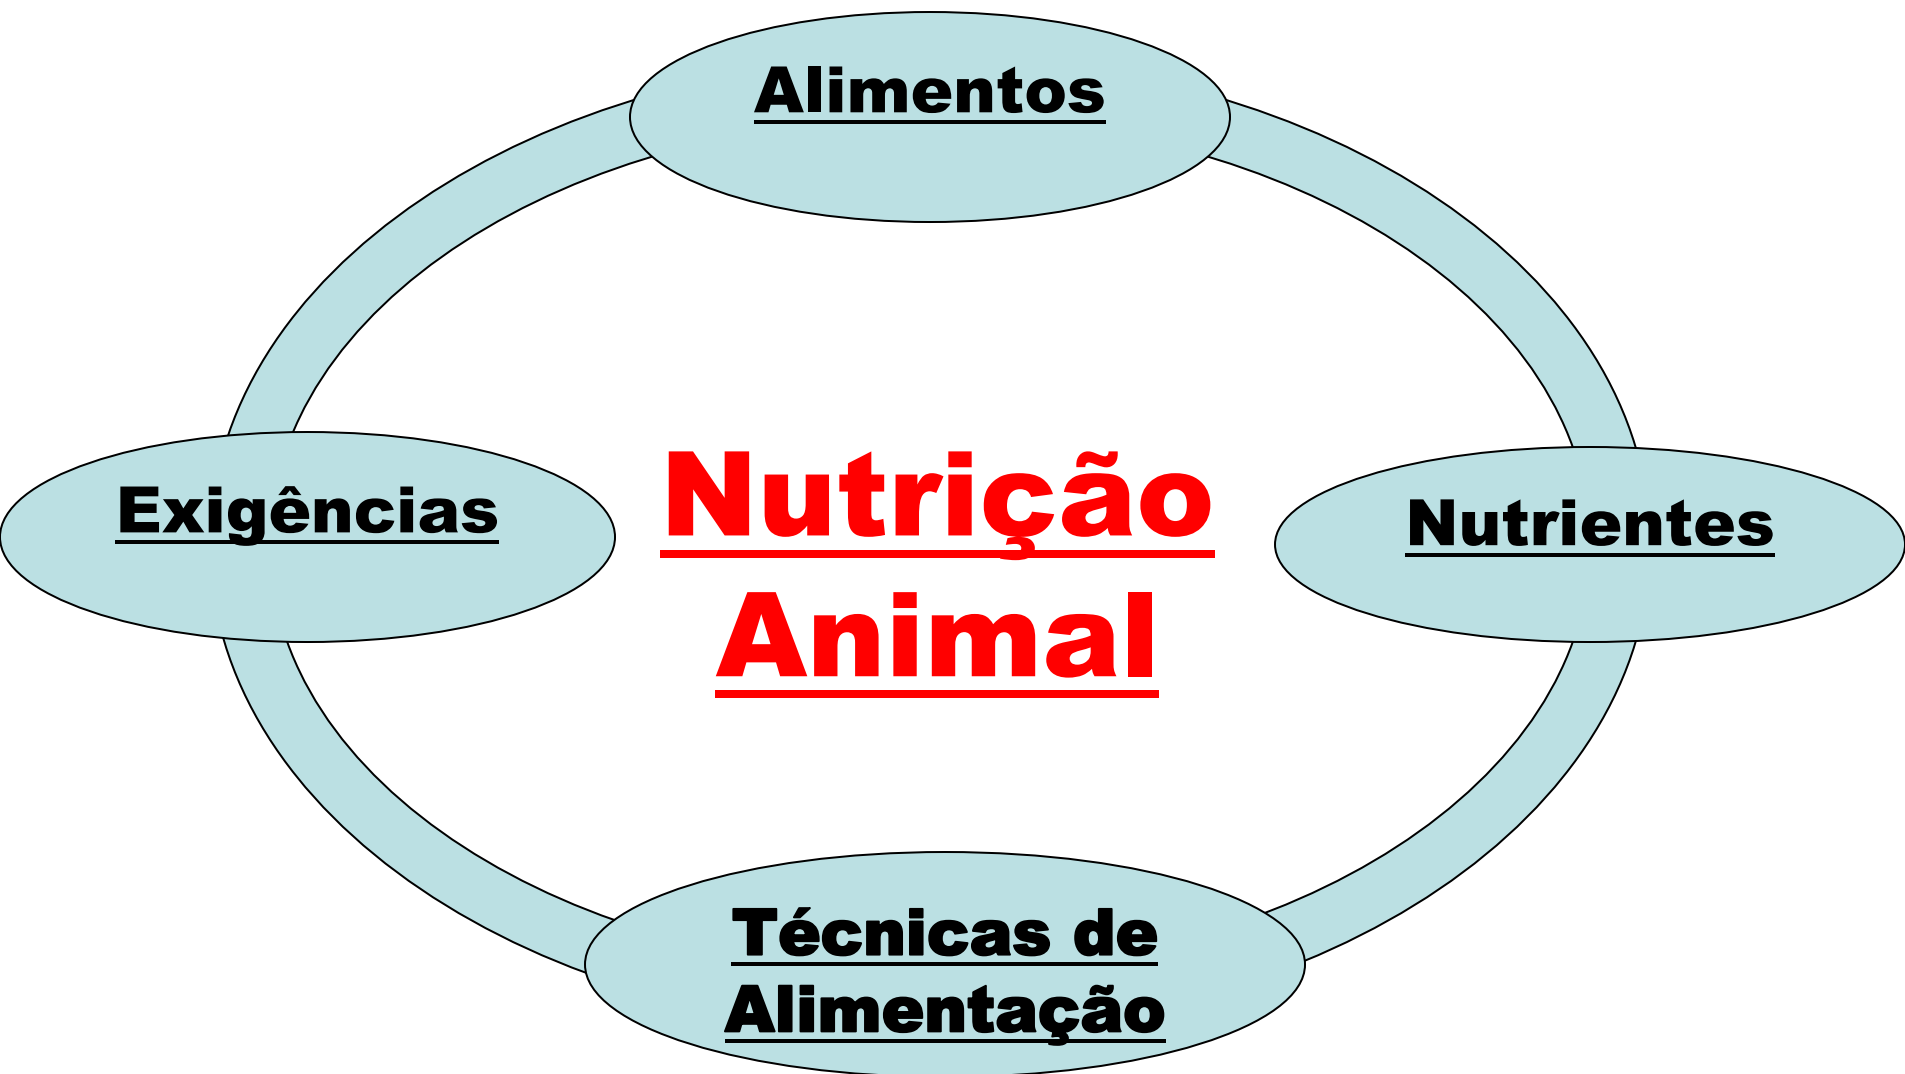 Alimentos
Exigências
Nutrição
Animal
Nutrientes
Técnicas de
Alimentação